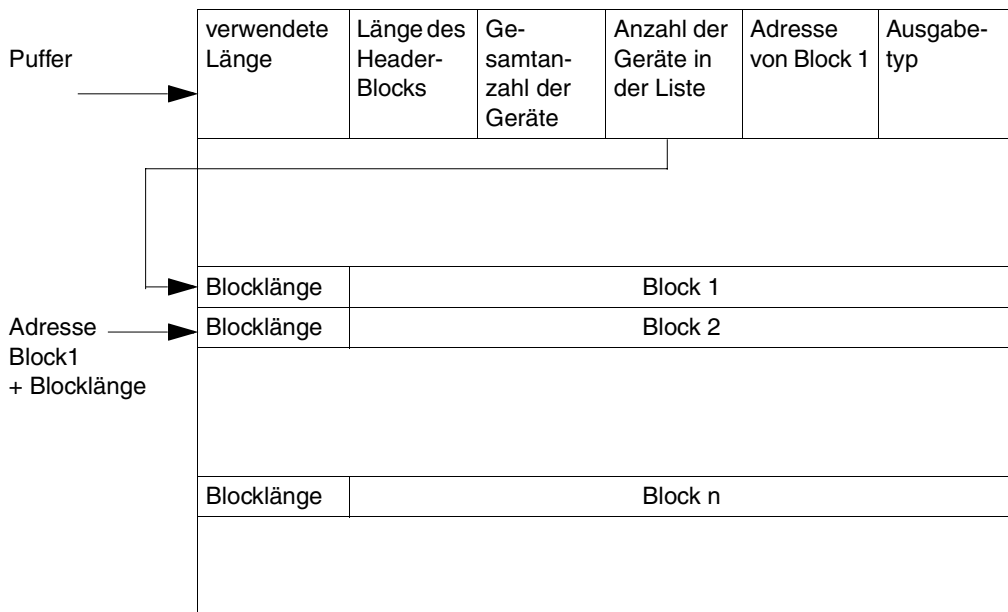 Puffer
verwendete
Länge
Länge des
Header-
Blocks
Ge-
samtan-
zahl der
Geräte
Anzahl der
Geräte in
der Liste
Adresse
von Block 1
Ausgabe-
typ
Blocklänge
Block 1
Adresse
Block1
+ Blocklänge
Blocklänge
Block 2
Blocklänge
Block n